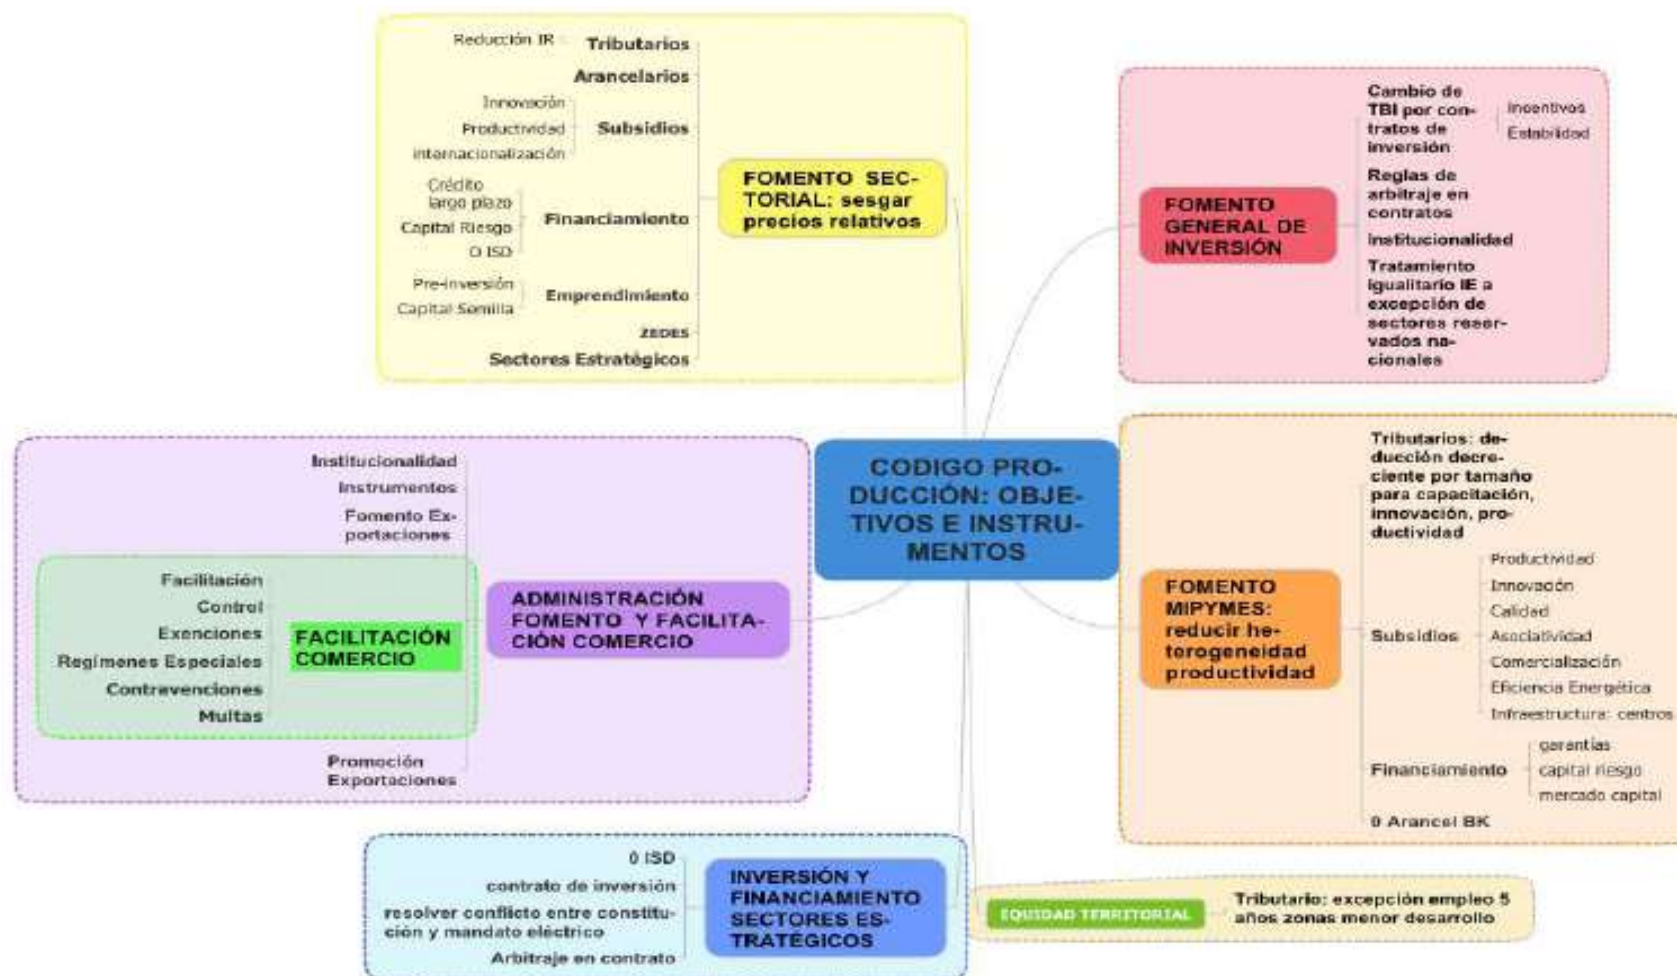 CODIGO PRO-
DUCCIÓN: OBJE-
TIVOS E INSTRU-
MENTOS
FOMENTO SEC-
TORIAL: sesgar
precios relativos
Tributarios
Reducción IR
Arancelarios
Subsidios
Innovación
Productividad
internacionalización
Financiamiento
Crédito
largo plazo
Capital Riesgo
O ISD
Emprendimiento
Pre-inversión
Capital Semilla
ZEDES
Sectores Estratégicos
FOMENTO
GENERAL DE
INVERSIÓN
Cambio de
TBI por con-
tratos de
inversión
Incentivos
Estabilidad
Reglas de
arbitraje en
contratos
Institucionalidad
Tratamiento
igualitario IE a
excepción de
sectores reser-
vados na-
cionales
ADMINISTRACIÓN
FOMENTO Y FACILITA-
CIÓN COMERCIO
Institucionalidad
Instrumentos
Fomento Ex-
portaciones
FACILITACIÓN
COMERCIO
Facilitación
Control
Exenciones
Regímenes Especiales
Contravenciones
Multas
Promoción
Exportaciones
FOMENTO
MIPYMES:
reducir he-
terogeneidad
productividad
Tributarios: de-
ducción decre-
ciente por tamaño
para capacitación,
innovación, pro-
ductividad
Subsidios
Productividad
Innovación
Calidad
Asociatividad
Comercialización
Eficiencia Energética
Infraestructura: centros
Financiamiento
garantías
capital riesgo
mercado capital
0 Arancel BK
INVERSIÓN Y
FINANCIAMIENTO
SECTORES ES-
TRATÉGICOS
0 ISD
contrato de inversión
resolver conflicto entre constitu-
ción y mandato eléctrico
Arbitraje en contrato
EQUIDAD TERRITORIAL
Tributario: excepción empleo 5
años zonas menor desarrollo